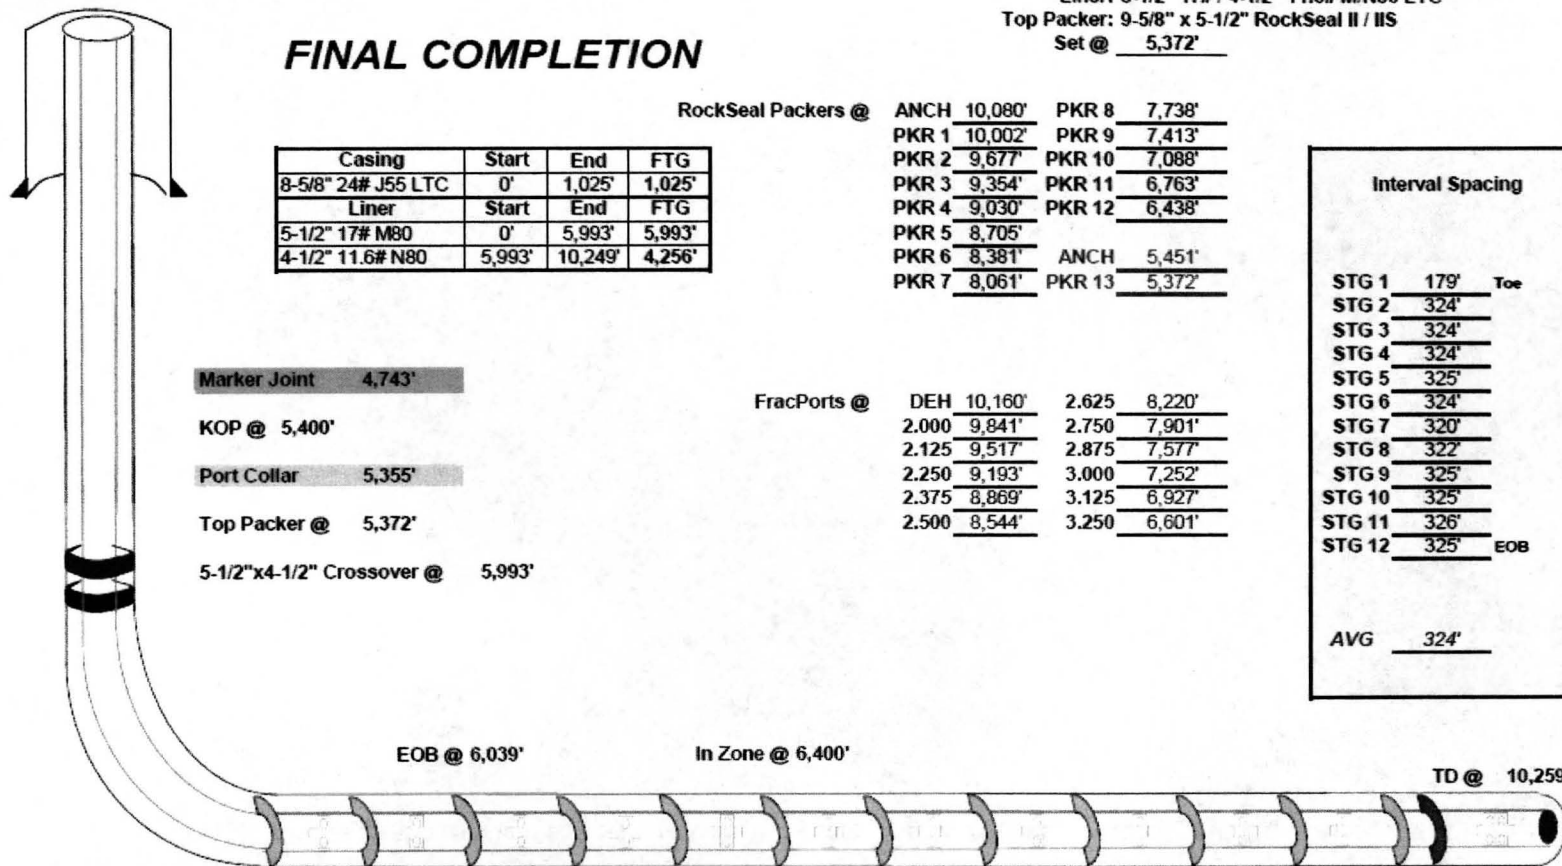 Top Packer: 9-5/8" x 5-1/2" RockSeal II / IIS
Set @ 5,372'
FINAL COMPLETION
RockSeal Packers @ ANCH 10,080' PKR 8 7,738'
PKR 1 10,002' PKR 9 7,413'
PKR 2 9,677' PKR 10 7,088'
PKR 3 9,354' PKR 11 6,763'
PKR 4 9,030' PKR 12 6,438'
PKR 5 8,705'
PKR 6 8,381' ANCH 5,451'
PKR 7 8,061' PKR 13 5,372'
Casing Start End FTG
8-5/8" 24# J55 LTC 0' 1,025' 1,025'
Liner Start End FTG
5-1/2" 17# M80 0' 5,993' 5,993'
4-1/2" 11.6# N80 5,993' 10,249' 4,256'
Interval Spacing
STG 1 179' Toe
STG 2 324'
STG 3 324'
STG 4 324'
STG 5 325'
STG 6 324'
STG 7 320'
STG 8 322'
STG 9 325'
STG 10 325'
STG 11 326'
STG 12 325' EOB
AVG 324'
Marker Joint 4,743'
KOP @ 5,400'
Port Collar 5,355'
Top Packer @ 5,372'
5-1/2"x4-1/2" Crossover @ 5,993'
FracPorts @ DEH 10,160' 2.625 8,220'
2.000 9,841' 2.750 7,901'
2.125 9,517' 2.875 7,577'
2.250 9,193' 3.000 7,252'
2.375 8,869' 3.125 6,927'
2.500 8,544' 3.250 6,601'
EOB @ 6,039'
In Zone @ 6,400'
TD @ 10,259